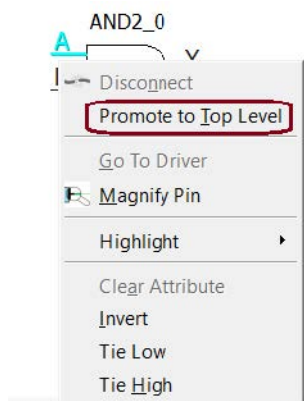 AND2_0
A
Y
Disconnect
Promote to Top Level
Go To Driver
Magnify Pin
Highlight
Clear Attribute
Invert
Tie Low
Tie High